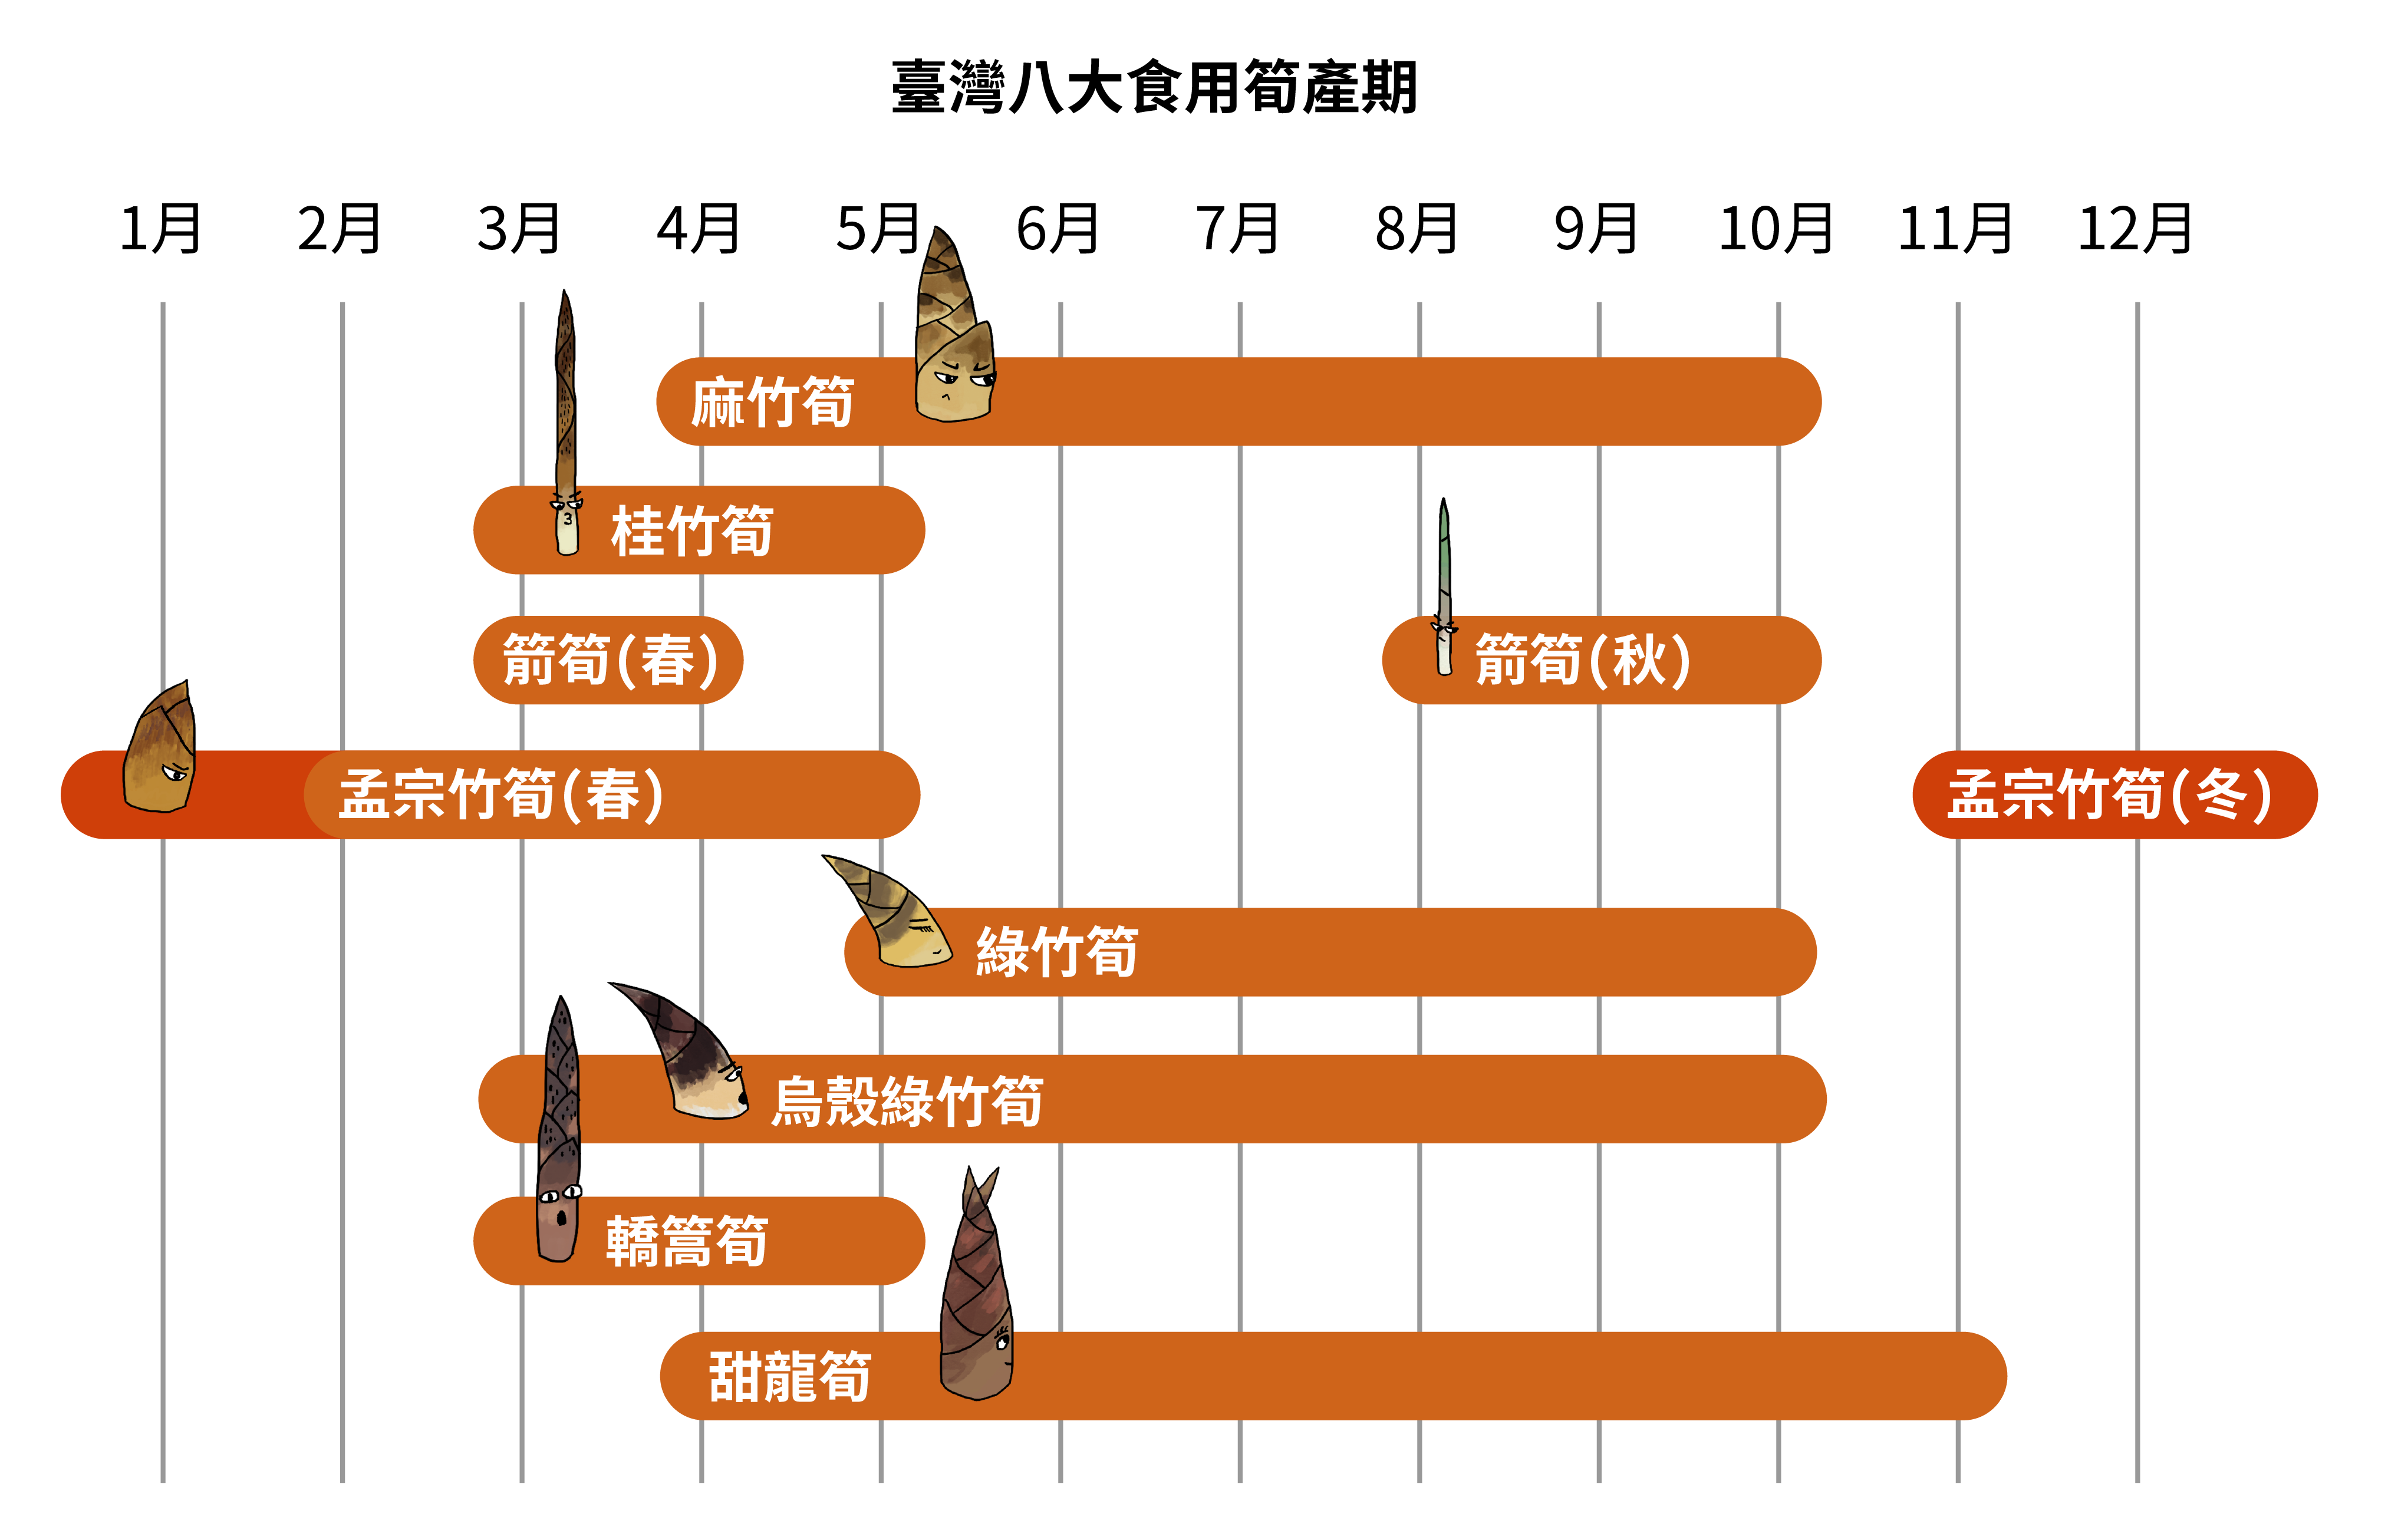 臺灣八大食用筍產期
1月 2月 3月 4月 5月 6月 7月 8月 9月 10月 11月 12月
麻竹筍
桂竹筍
箭筍(春) 箭筍(秋)
孟宗竹筍(春) 孟宗竹筍(冬)
綠竹筍
烏殼綠竹筍
轎篙筍
甜龍筍